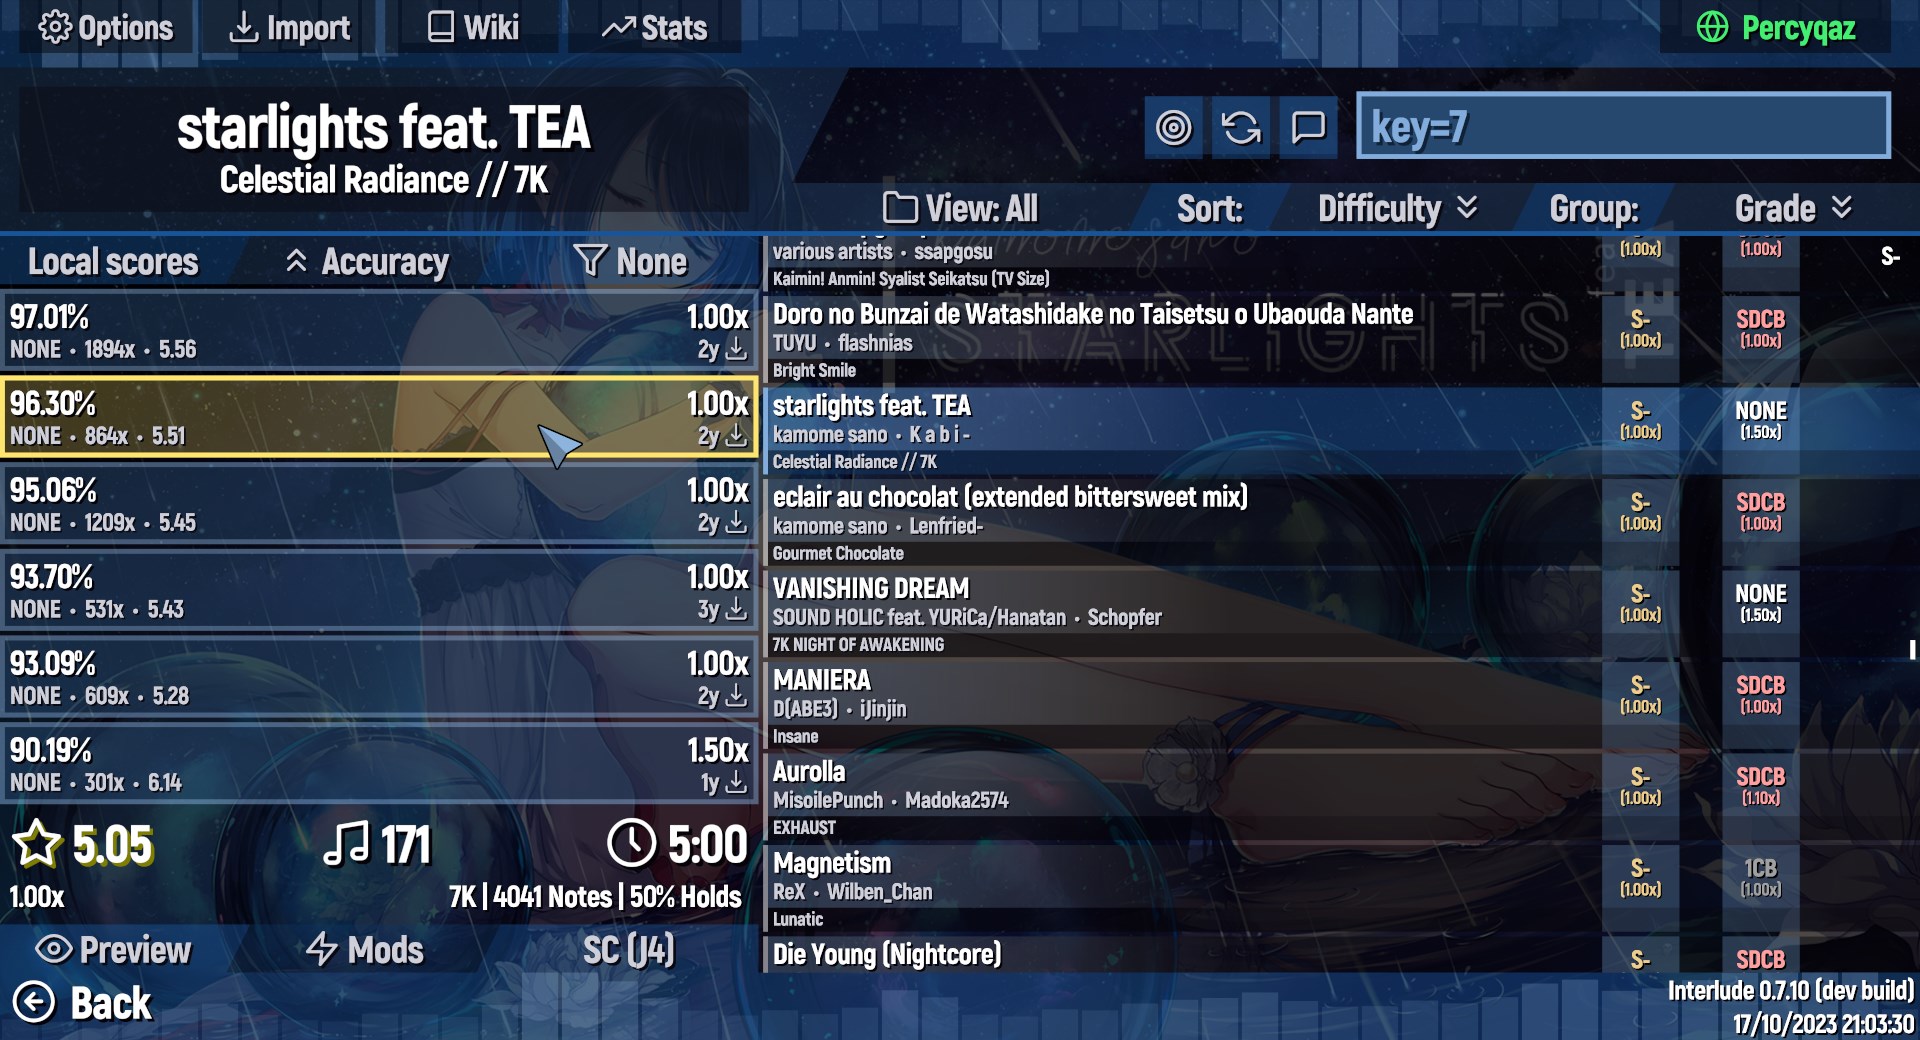 Options Import Wiki Stats Percyqaz
starlights feat. TEA
Celestial Radiance // 7K
key=7
View: All Sort: Difficulty Group: Grade
Local scores Accuracy None
97.01% 1.00x
NONE • 1894x • 5.56 2y
96.30% 1.00x
NONE • 864x • 5.51 2y
95.06% 1.00x
NONE • 1209x • 5.45 2y
93.70% 1.00x
NONE • 531x • 5.43 3y
93.09% 1.00x
NONE • 609x • 5.28 2y
90.19% 1.50x
NONE • 301x • 6.14 1y
5.05 171 5:00
1.00x 7K | 4041 Notes | 50% Holds
Preview Mods SC (J4)
Back
various artists • ssapgosu (1.00x) (1.00x)
Kaimin! Anmin! Syalist Seikatsu (TV Size)
S-
Doro no Bunzai de Watashidake no Taisetsu o Ubaouda Nante S- SDCB
TUYU • flashnias (1.00x) (1.00x)
Bright Smile
STARLIGHTS
starlights feat. TEA S- NONE
kamome sano • K a b i - (1.00x) (1.50x)
Celestial Radiance // 7K
eclair au chocolat (extended bittersweet mix) S- SDCB
kamome sano • Lenfried- (1.00x) (1.00x)
Gourmet Chocolate
VANISHING DREAM S- NONE
SOUND HOLIC feat. YURiCa/Hanatan • Schopfer (1.00x) (1.50x)
7K NIGHT OF AWAKENING
MANIERA S- SDCB
D(ABE3) • iJinjin (1.00x) (1.00x)
Insane
Aurolla S- SDCB
MisoilePunch • Madoka2574 (1.00x) (1.10x)
EXHAUST
Magnetism S- 1CB
ReX • Wilben_Chan (1.00x) (1.00x)
Lunatic
Die Young (Nightcore) S- SDCB
Interlude 0.7.10 (dev build)
17/10/2023 21:03:30